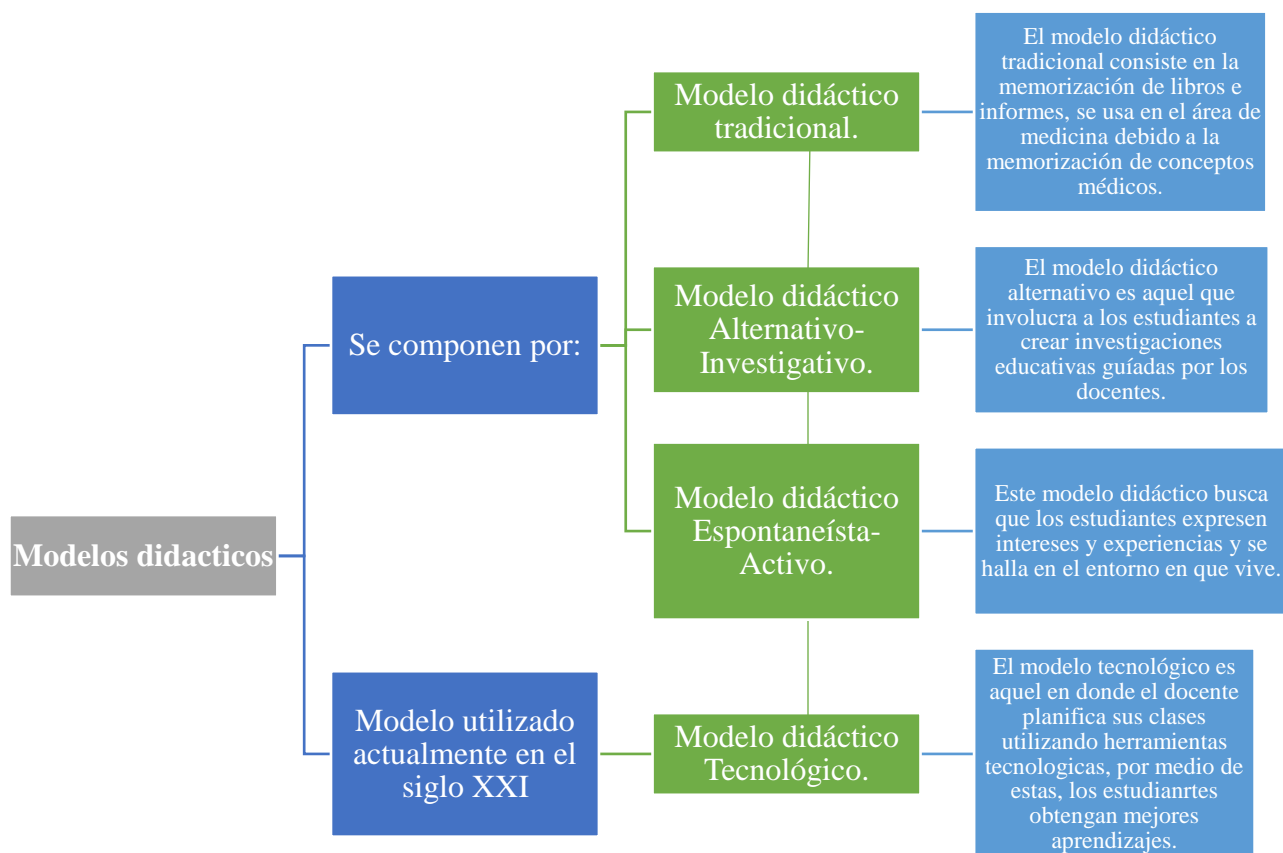 Modelos didacticos
Se componen por:
Modelo didáctico
tradicional.
El modelo didáctico
tradicional consiste en la
memorización de libros e
informes, se usa en el área de
medicina debido a la
memorización de conceptos
médicos.
Modelo didáctico
Alternativo-
Investigativo.
El modelo didáctico
alternativo es aquel que
involucra a los estudiantes a
crear investigaciones
educativas guíadas por los
docentes.
Modelo didáctico
Espontaneísta-
Activo.
Este modelo didáctico busca
que los estudiantes expresen
intereses y experiencias y se
halla en el entorno en que vive.
Modelo utilizado
actualmente en el
siglo XXI
Modelo didáctico
Tecnológico.
El modelo tecnológico es
aquel en donde el docente
planifica sus clases
utilizando herramientas
tecnologicas, por medio de
estas, los estudianrtes
obtengan mejores
aprendizajes.